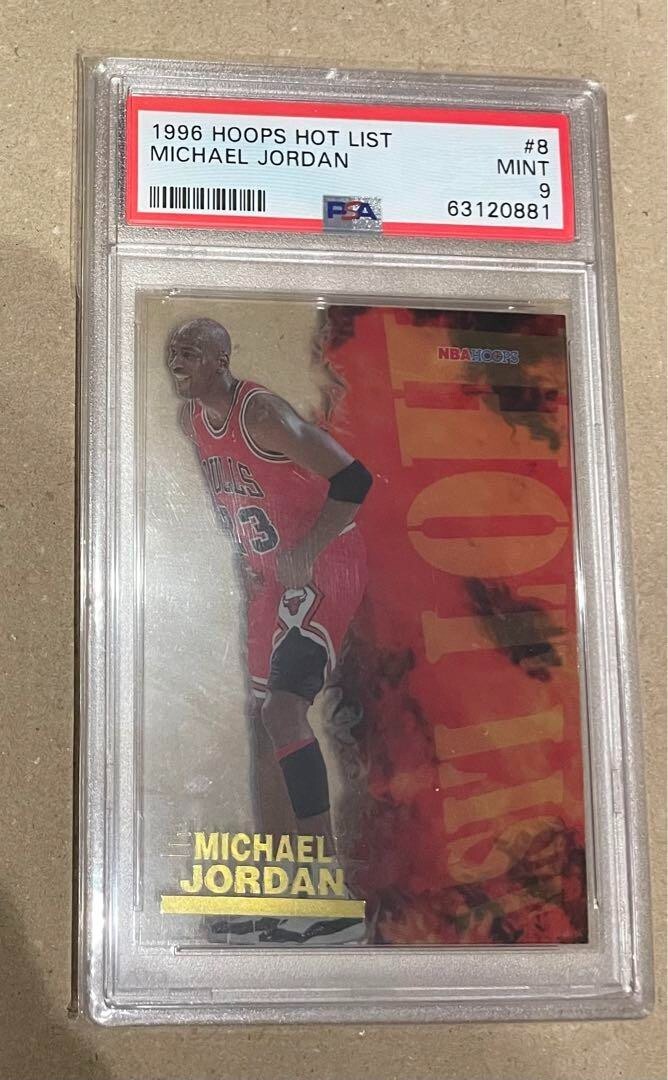 1996 HOOPS HOT LIST #8
MICHAEL JORDAN MINT
9
PSA 63120881
NBA HOOPS
HOT LIST
BULLS
23
MICHAEL
JORDAN